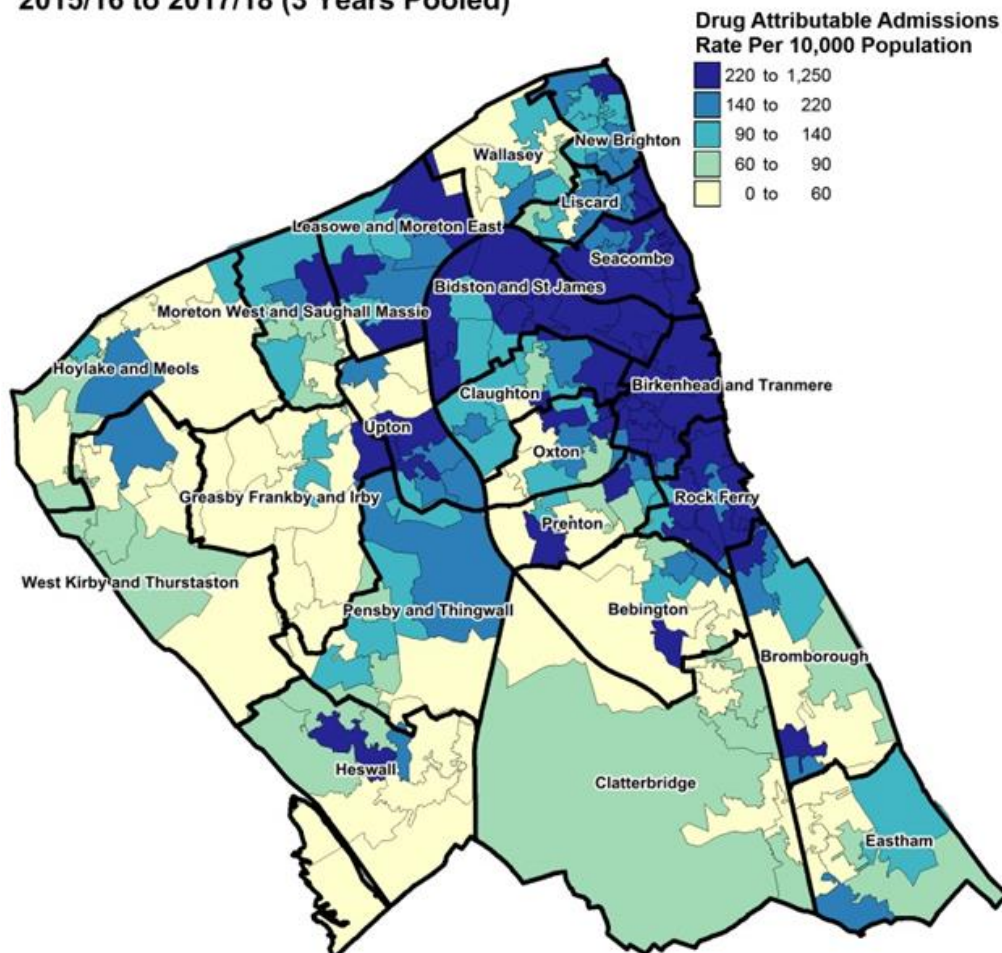 2015/16 to 2017/18 (3 Years Pooled)
Drug Attributable Admissions
Rate Per 10,000 Population
220 to 1,250
140 to 220
90 to 140
60 to 90
0 to 60
New Brighton
Wallasey
Liscard
Leasowe and Moreton East
Seacombe
Bidston and St James
Moreton West and Saughall Massie
Hoylake and Meols
Birkenhead and Tranmere
Claughton
Upton
Oxton
Greasby Frankby and Irby
Rock Ferry
Prenton
West Kirby and Thurstaston
Pensby and Thingwall
Bebington
Bromborough
Heswall
Clatterbridge
Eastham